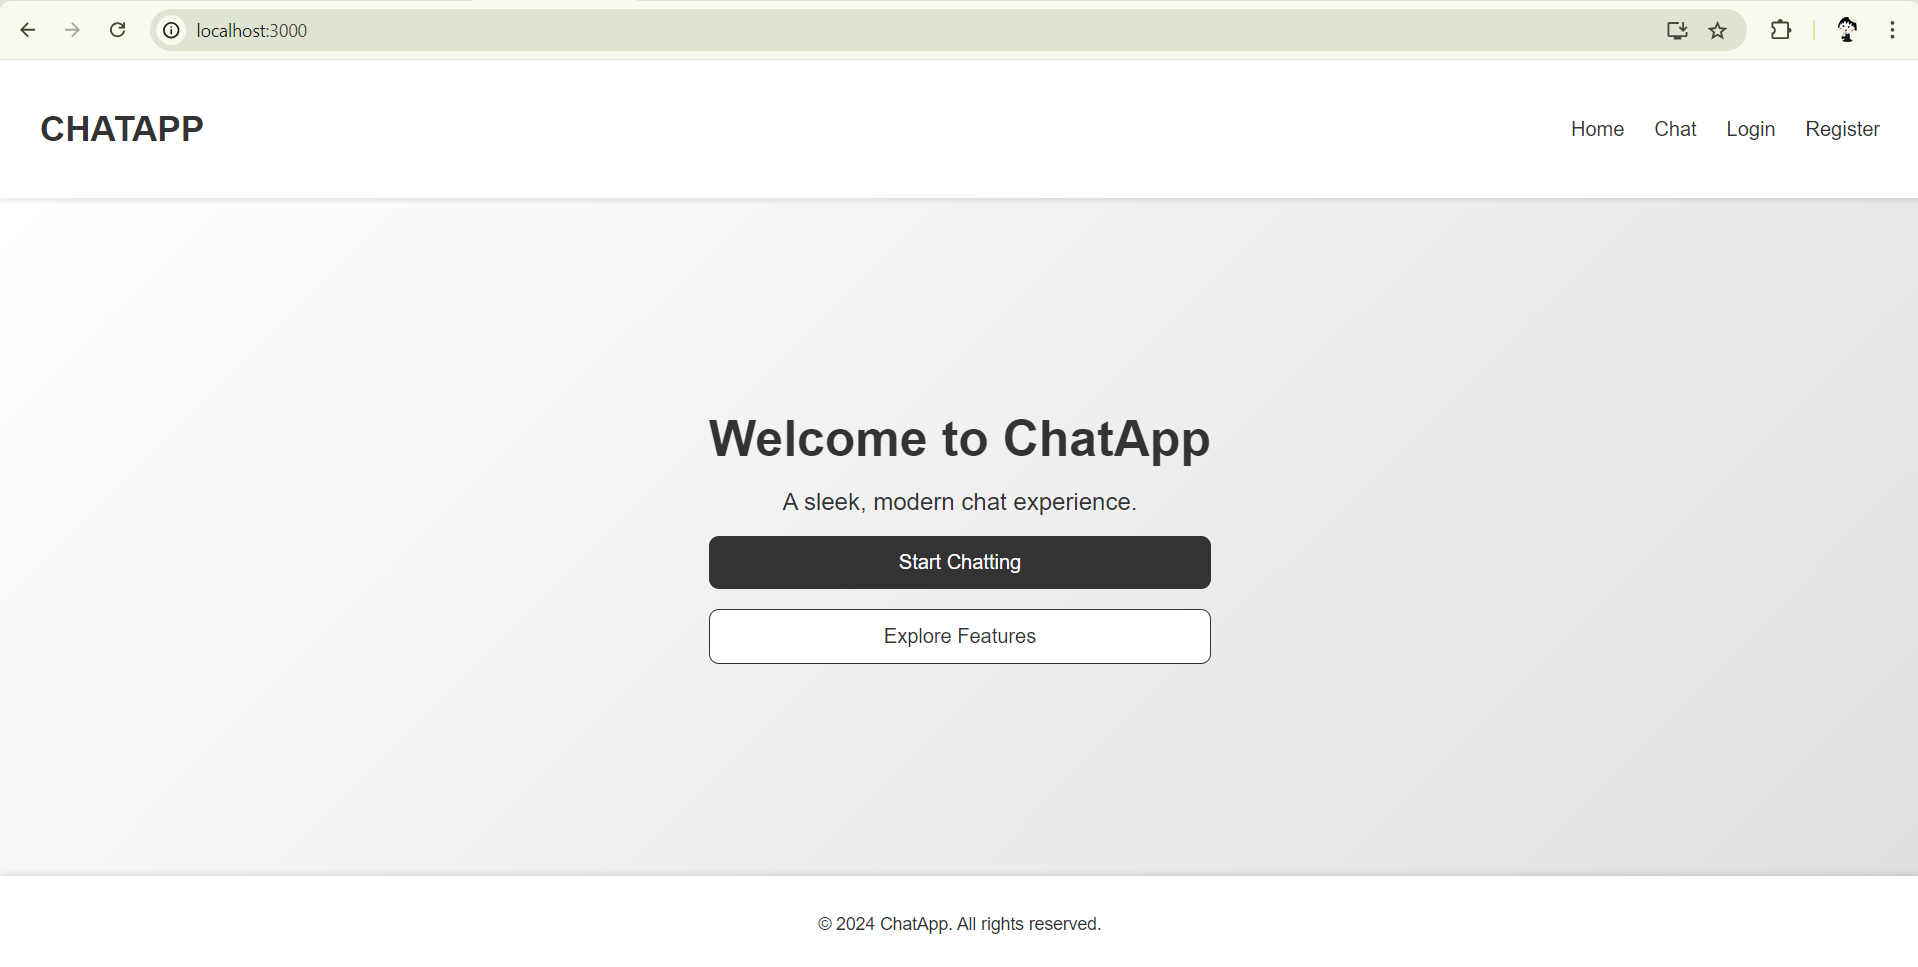 localhost:3000
CHATAPP
Home Chat Login Register
Welcome to ChatApp
A sleek, modern chat experience.
Start Chatting
Explore Features
© 2024 ChatApp. All rights reserved.